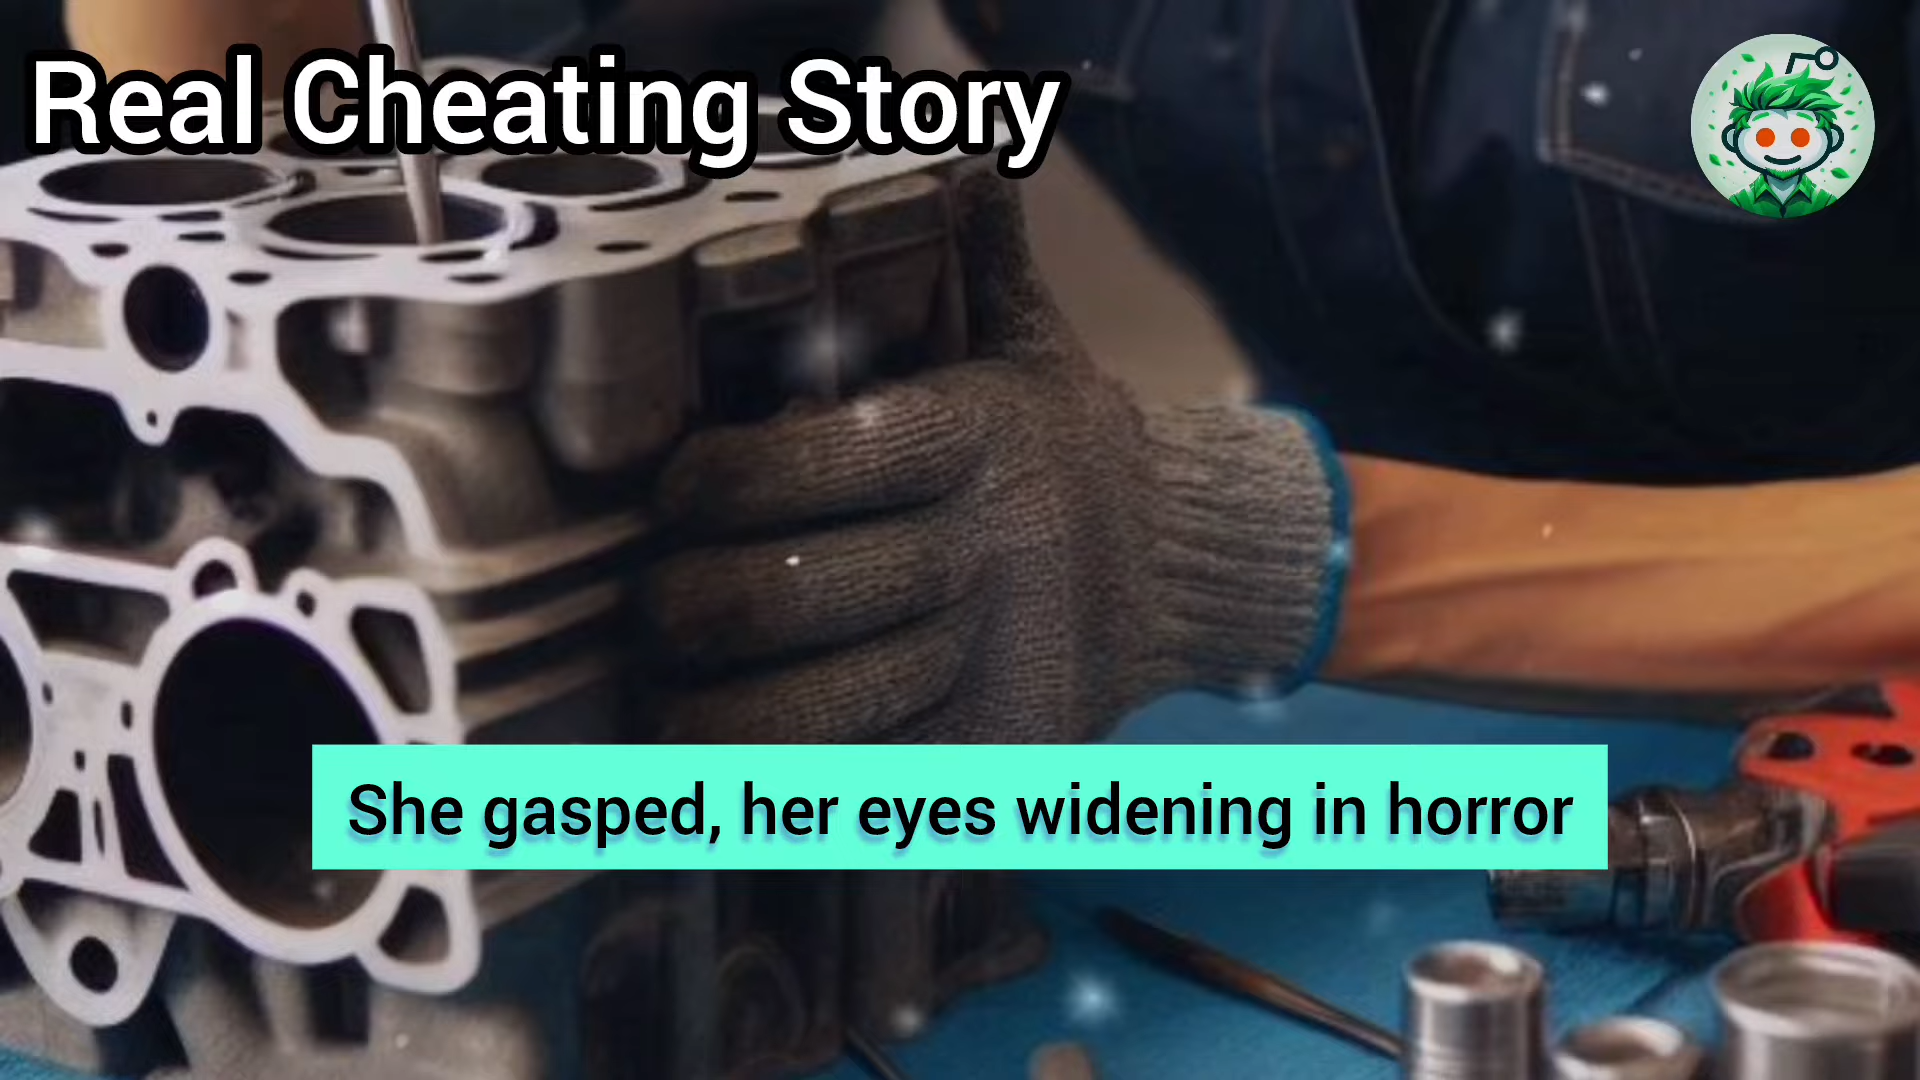 Real Cheating Story
She gasped, her eyes widening in horror